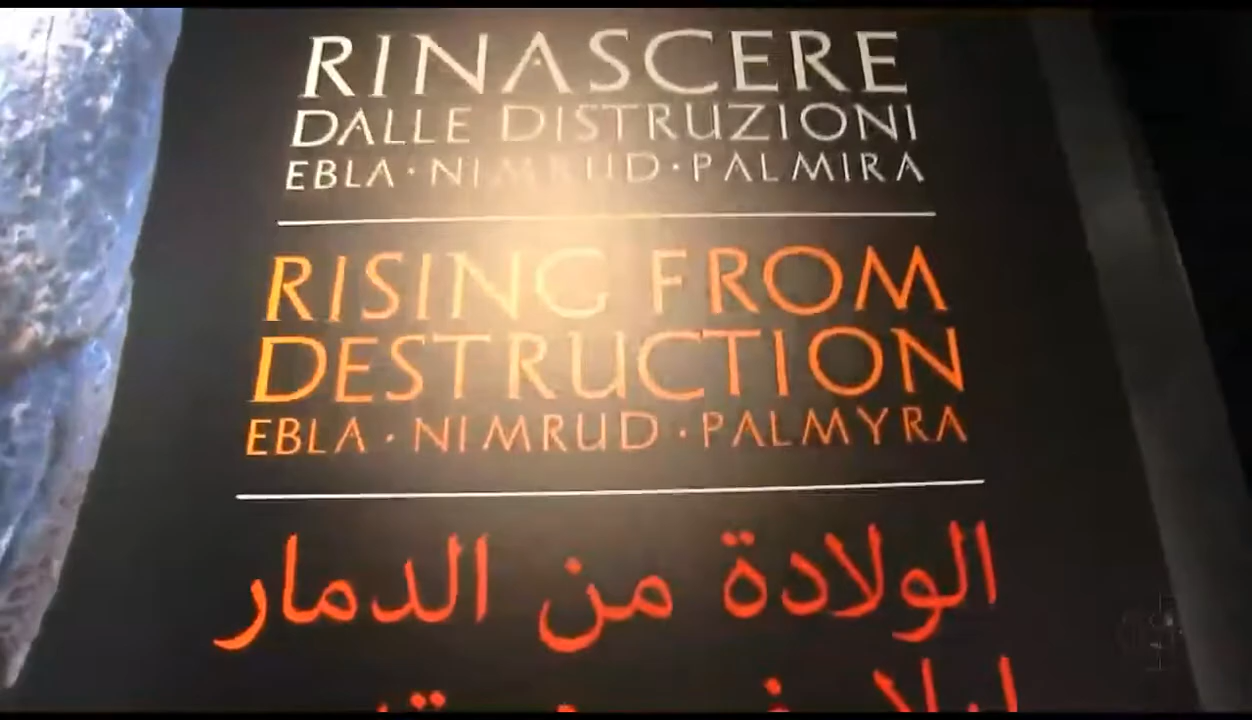 RINASCERE
DALLE DISTRUZIONI
EBLA · NIMRUD · PALMIRA
RISING FROM
DESTRUCTION
EBLA · NIMRUD · PALMYRA
الولادة من الدمار